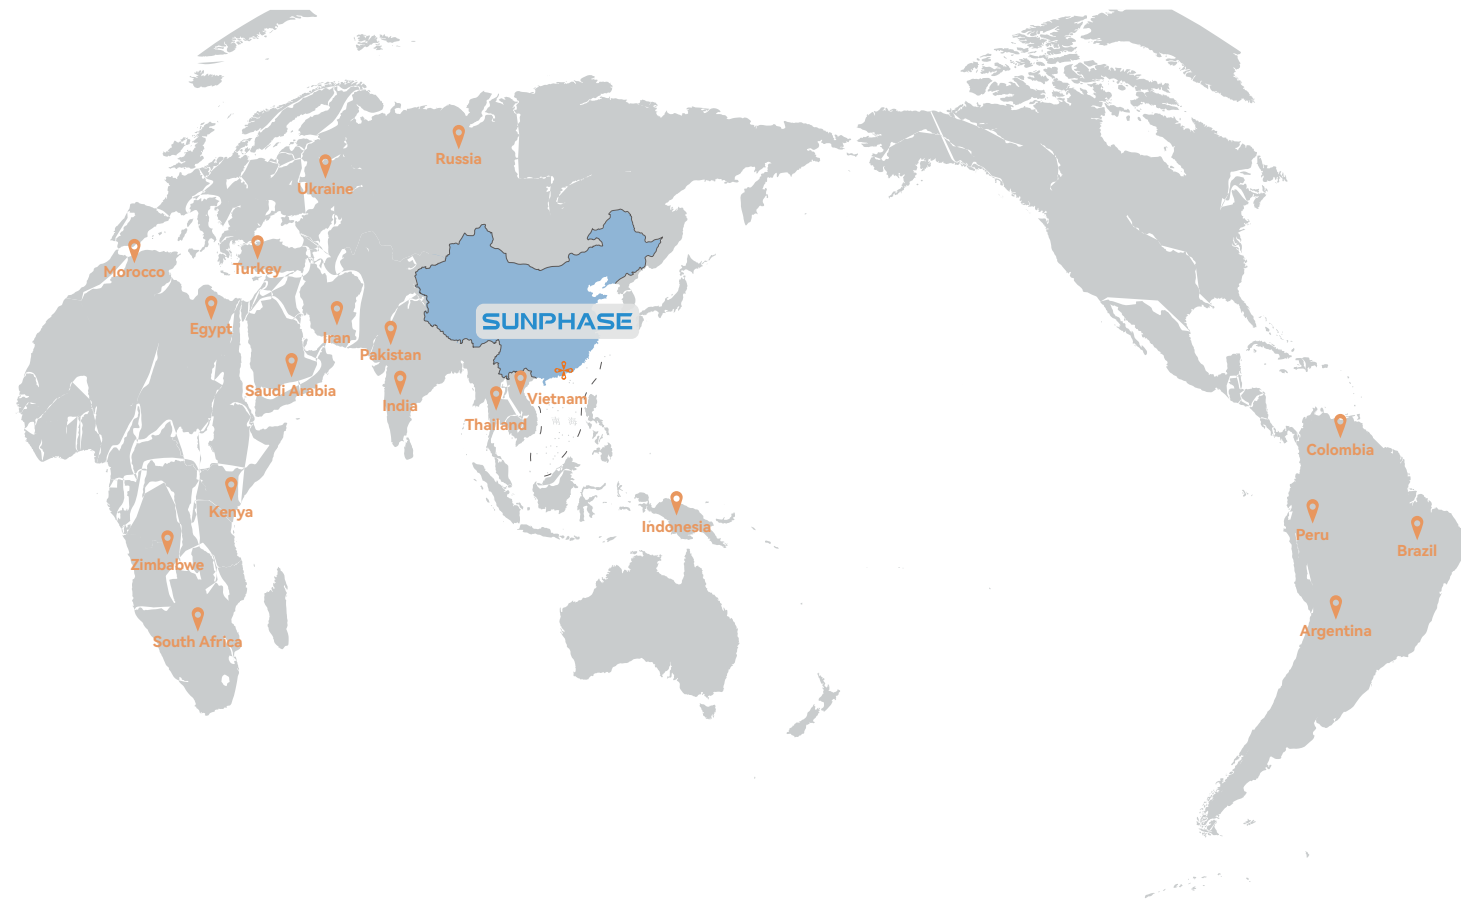 Russia
Ukraine
Morocco
Turkey
Egypt
Iran
SUNPHASE
Pakistan
Saudi Arabia
India
Vietnam
Thailand
Colombia
Kenya
Indonesia
Peru
Brazil
Zimbabwe
Argentina
South Africa